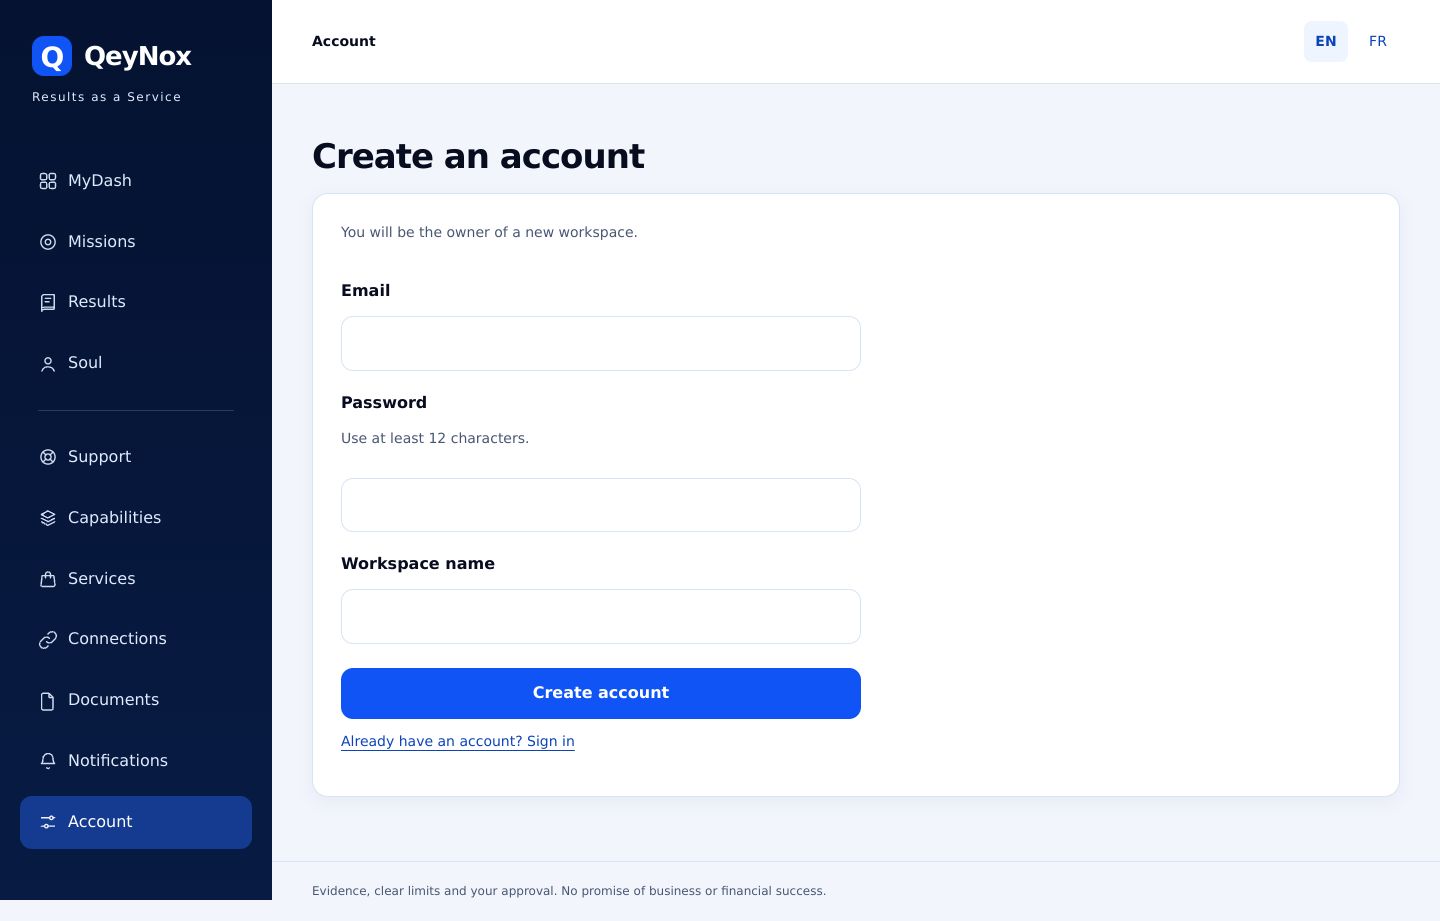 Q QeyNox
Results as a Service
MyDash
Missions
Results
Soul
Support
Capabilities
Services
Connections
Documents
Notifications
Account
Account
EN FR
Create an account
You will be the owner of a new workspace.
Email
Password
Use at least 12 characters.
Workspace name
Create account
Already have an account? Sign in
Evidence, clear limits and your approval. No promise of business or financial success.